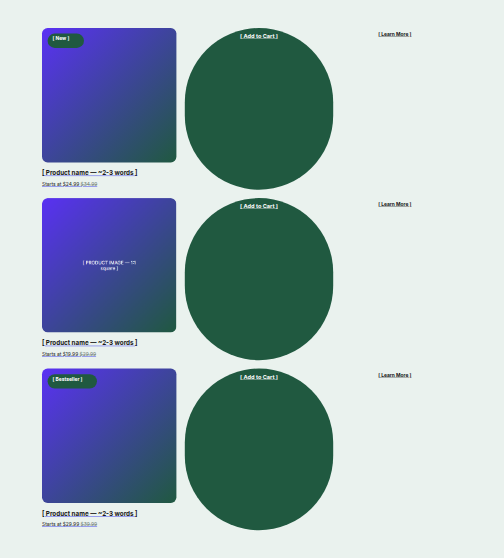 [ New ]
[ Add to Cart ]
[ Learn More ]
[ Product name — ~2-3 words ]
Starts at $24.99 $34.99
[ Add to Cart ]
[ Learn More ]
[ PRODUCT IMAGE — 1:1
square ]
[ Product name — ~2-3 words ]
Starts at $19.99 $29.99
[ Bestseller ]
[ Add to Cart ]
[ Learn More ]
[ Product name — ~2-3 words ]
Starts at $29.99 $39.99